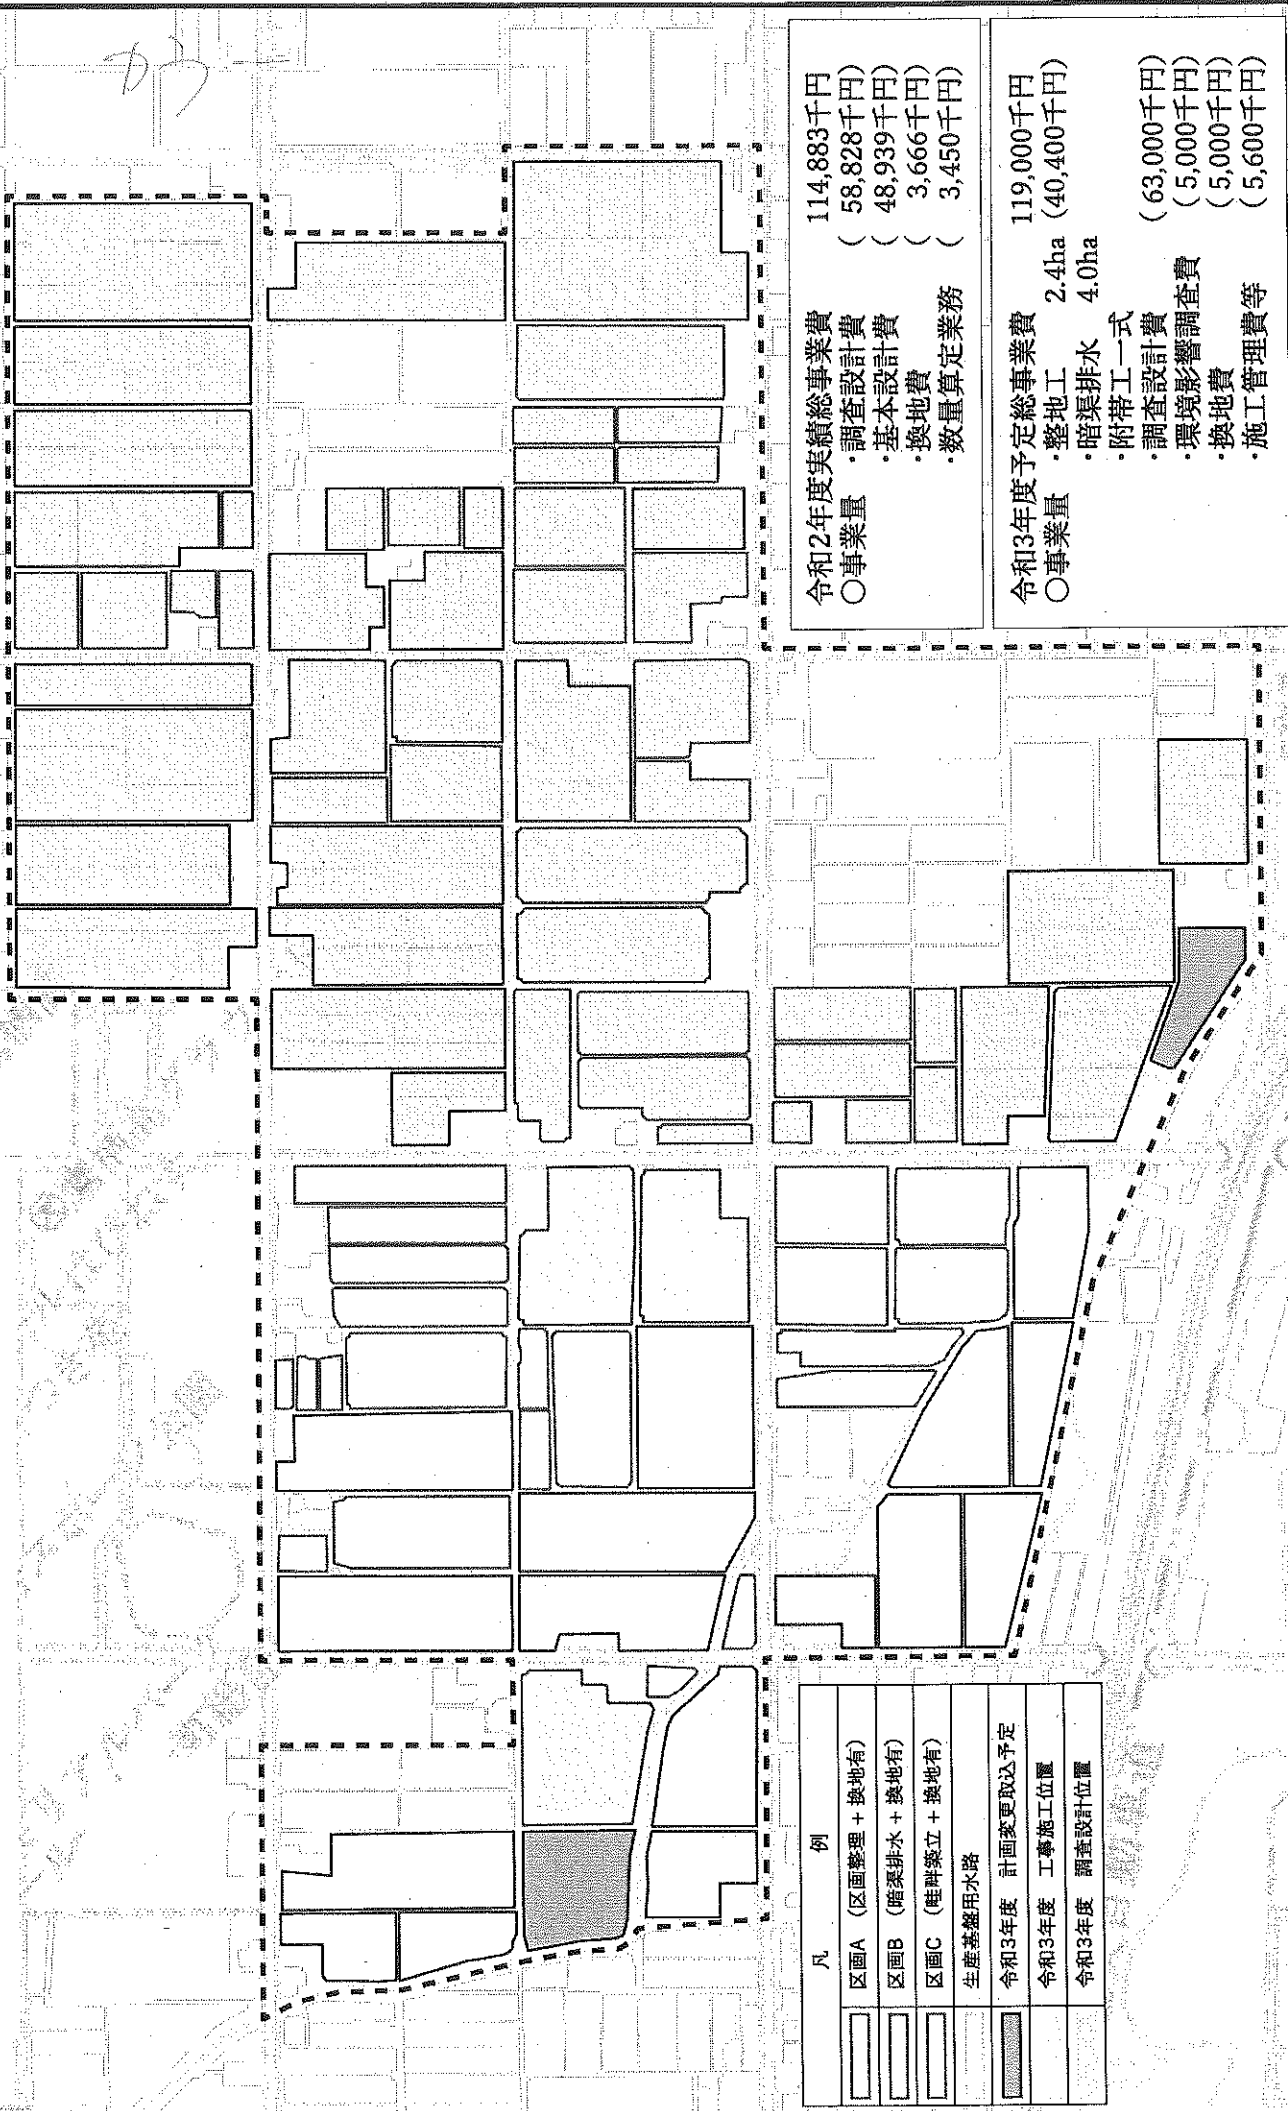 令和2年度実績総事業費 114,883千円
○事業量 ・調査設計費 ( 58,828千円)
・基本設計費 ( 48,939千円)
・換地費 ( 3,666千円)
・数量算定業務 ( 3,450千円)
令和3年度予定総事業費 119,000千円
○事業量 ・整地工 2.4ha (40,400千円)
・暗渠排水 4.0ha
・附帯工一式
・調査設計費 ( 63,000千円)
・環境影響調査費 ( 5,000千円)
・換地費 ( 5,000千円)
・施工管理費等 ( 5,600千円)
凡 例
区画A (区画整理 + 換地有)
区画B (暗渠排水 + 換地有)
区画C (畦畔築立 + 換地有)
生産基盤用水路
令和3年度 計画変更取込予定
令和3年度 工事施工位置
令和3年度 調査設計位置